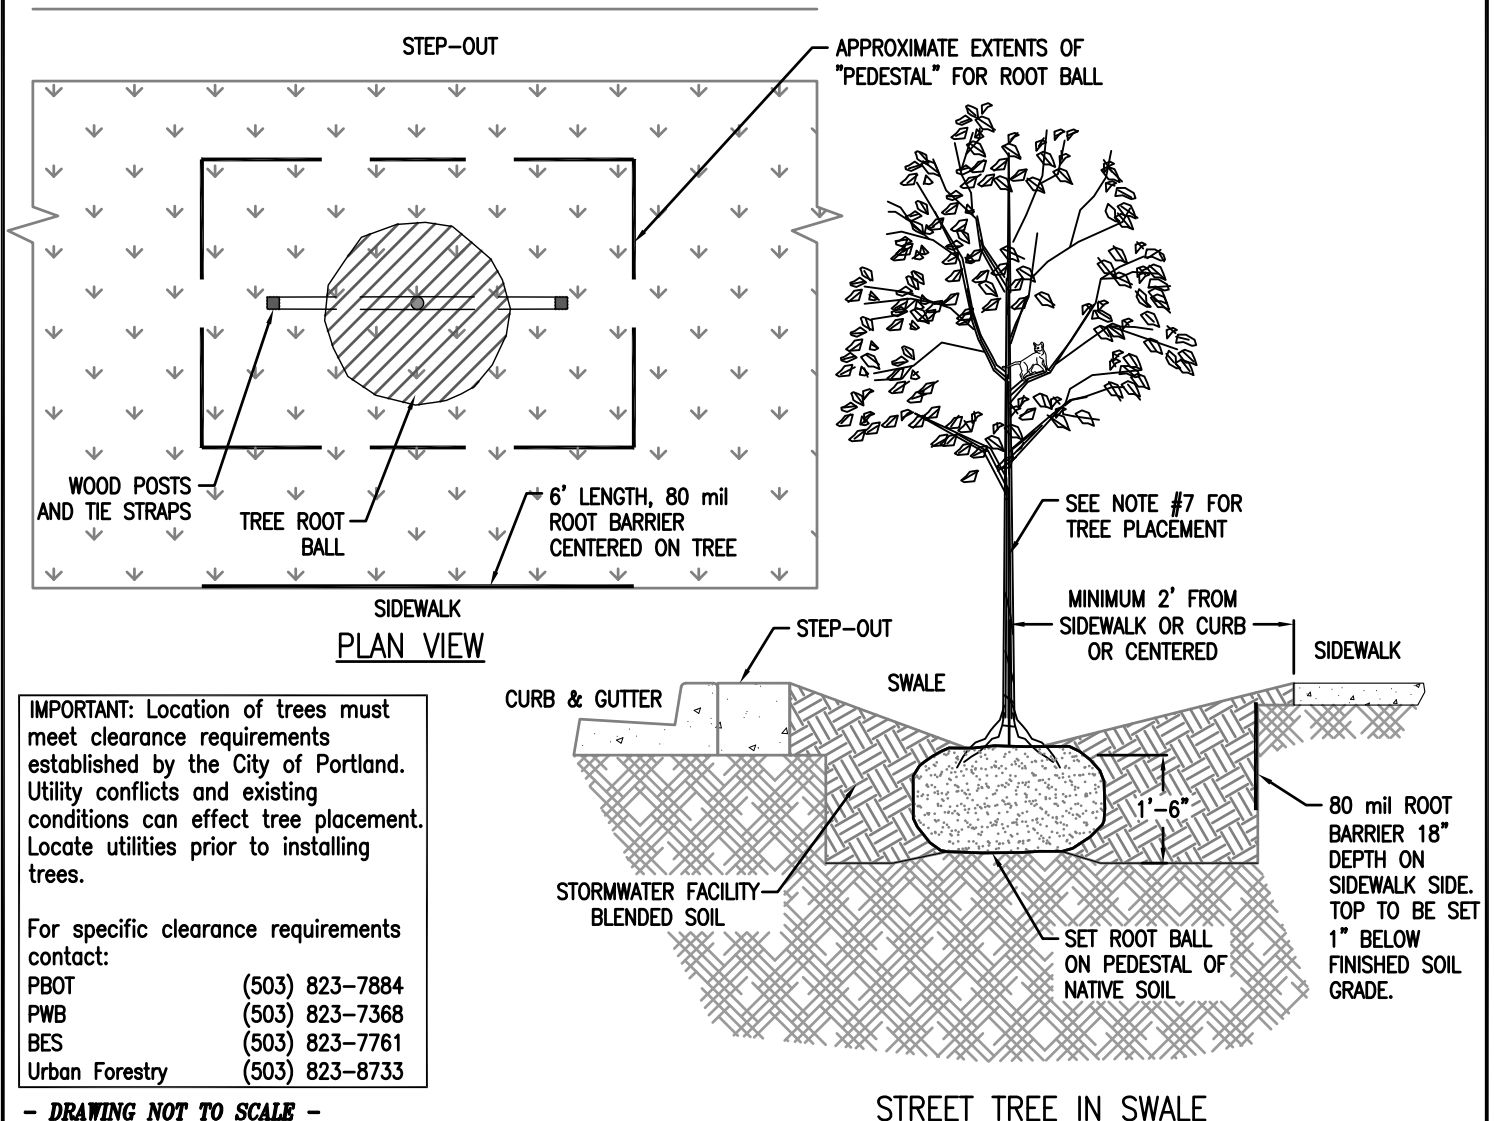 STEP-OUT
APPROXIMATE EXTENTS OF
"PEDESTAL" FOR ROOT BALL
WOOD POSTS
AND TIE STRAPS
TREE ROOT
BALL
6' LENGTH, 80 mil
ROOT BARRIER
CENTERED ON TREE
SIDEWALK
PLAN VIEW
SEE NOTE #7 FOR
TREE PLACEMENT
MINIMUM 2' FROM
SIDEWALK OR CURB
OR CENTERED
SIDEWALK
STEP-OUT
SWALE
CURB & GUTTER
1'-6"
80 mil ROOT
BARRIER 18"
DEPTH ON
SIDEWALK SIDE.
TOP TO BE SET
1" BELOW
FINISHED SOIL
GRADE.
STORMWATER FACILITY
BLENDED SOIL
SET ROOT BALL
ON PEDESTAL OF
NATIVE SOIL
IMPORTANT: Location of trees must
meet clearance requirements
established by the City of Portland.
Utility conflicts and existing
conditions can effect tree placement.
Locate utilities prior to installing
trees.
For specific clearance requirements
contact:
PBOT (503) 823-7884
PWB (503) 823-7368
BES (503) 823-7761
Urban Forestry (503) 823-8733
- DRAWING NOT TO SCALE -
STREET TREE IN SWALE